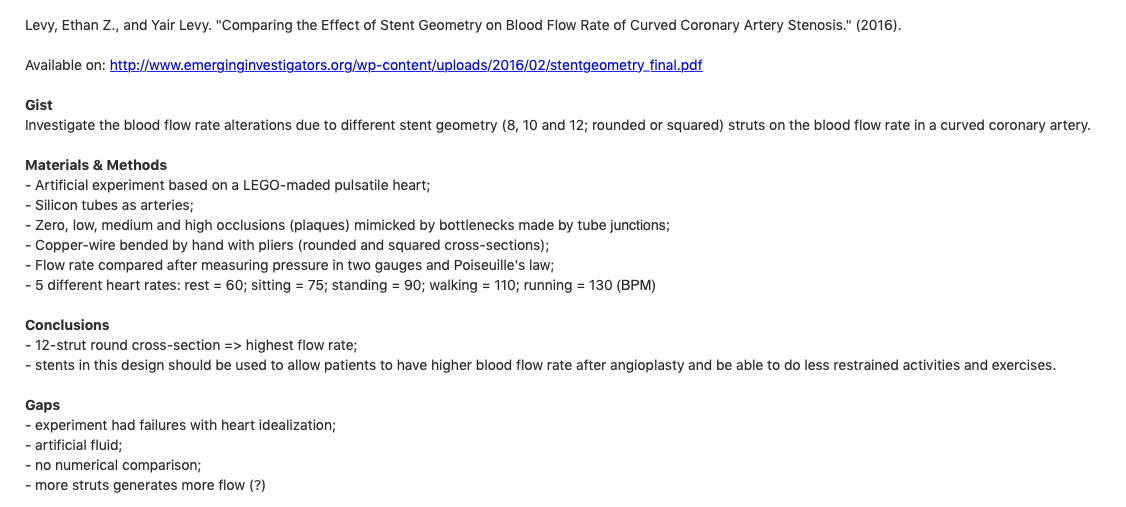 Levy, Ethan Z., and Yair Levy. "Comparing the Effect of Stent Geometry on Blood Flow Rate of Curved Coronary Artery Stenosis." (2016).
Available on: http://www.emerginginvestigators.org/wp-content/uploads/2016/02/stentgeometry_final.pdf
Gist
Investigate the blood flow rate alterations due to different stent geometry (8, 10 and 12; rounded or squared) struts on the blood flow rate in a curved coronary artery.
Materials & Methods
- Artificial experiment based on a LEGO-maded pulsatile heart;
- Silicon tubes as arteries;
- Zero, low, medium and high occlusions (plaques) mimicked by bottlenecks made by tube junctions;
- Copper-wire bended by hand with pliers (rounded and squared cross-sections);
- Flow rate compared after measuring pressure in two gauges and Poiseuille's law;
- 5 different heart rates: rest = 60; sitting = 75; standing = 90; walking = 110; running = 130 (BPM)
Conclusions
- 12-strut round cross-section => highest flow rate;
- stents in this design should be used to allow patients to have higher blood flow rate after angioplasty and be able to do less restrained activities and exercises.
Gaps
- experiment had failures with heart idealization;
- artificial fluid;
- no numerical comparison;
- more struts generates more flow (?)